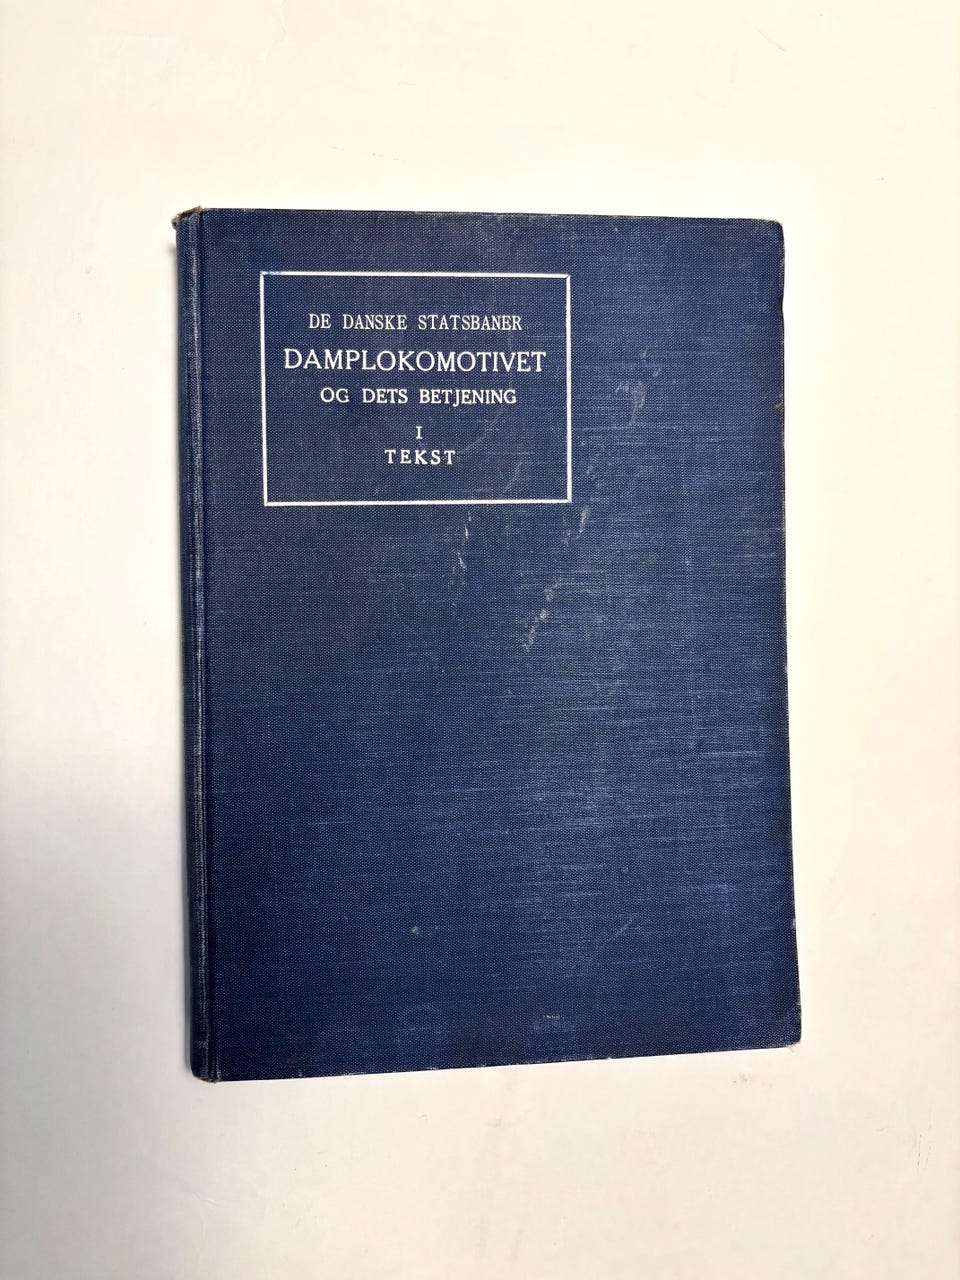 DE DANSKE STATSBANER
DAMPLOKOMOTIVET
OG DETS BETJENING
I
TEKST